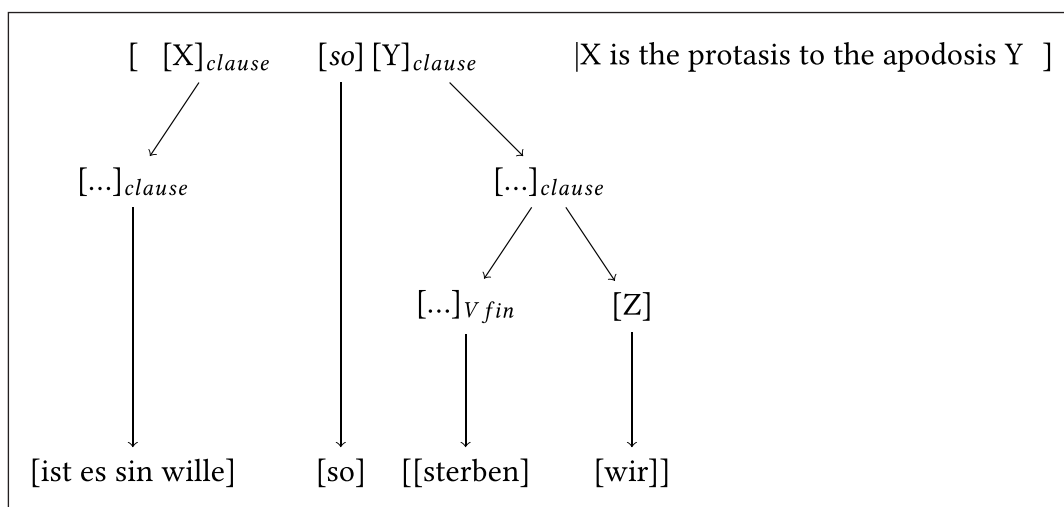 [ [X]clause [so] [Y]clause |X is the protasis to the apodosis Y ]
[...]clause [...]clause
[...]V fin [Z]
[ist es sin wille] [so] [[sterben] [wir]]